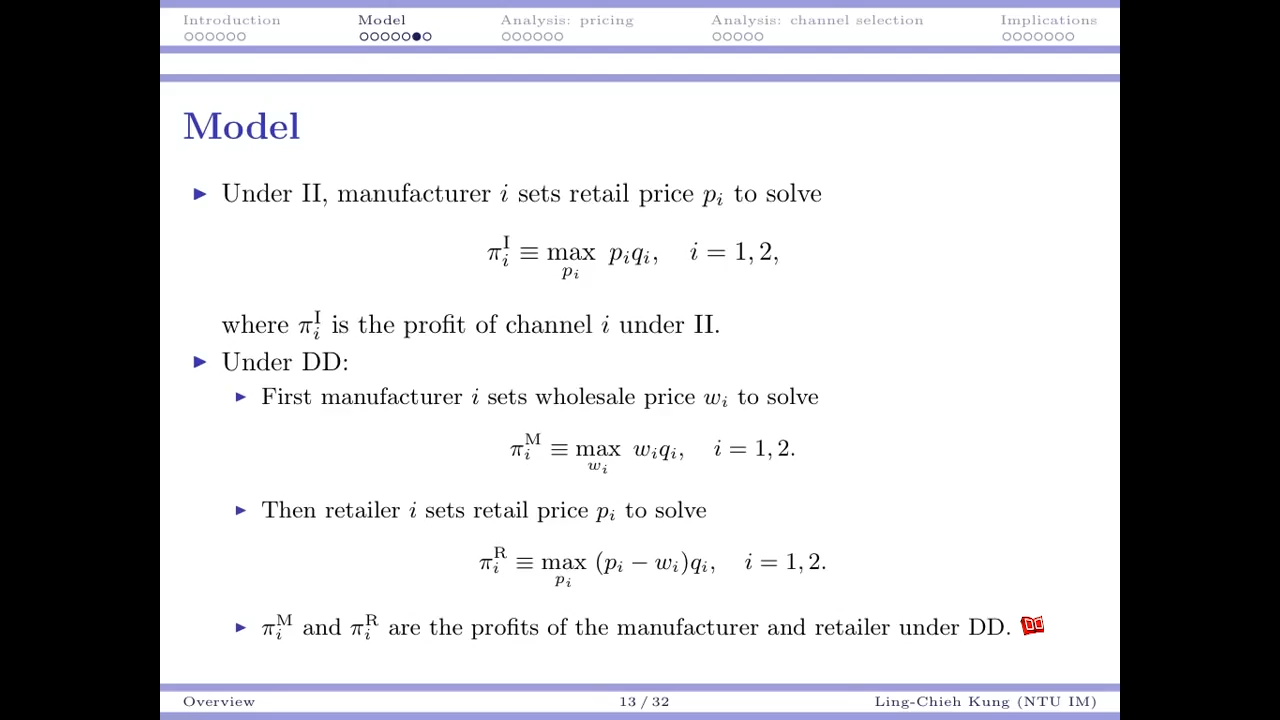 Introduction Model Analysis: pricing Analysis: channel selection Implications
Model
Under II, manufacturer i sets retail price p_i to solve
π_i^I ≡ max_{p_i} p_i q_i, i = 1, 2,
where π_i^I is the profit of channel i under II.
Under DD:
First manufacturer i sets wholesale price w_i to solve
π_i^M ≡ max_{w_i} w_i q_i, i = 1, 2.
Then retailer i sets retail price p_i to solve
π_i^R ≡ max_{p_i} (p_i − w_i)q_i, i = 1, 2.
π_i^M and π_i^R are the profits of the manufacturer and retailer under DD.
Overview 13 / 32 Ling-Chieh Kung (NTU IM)